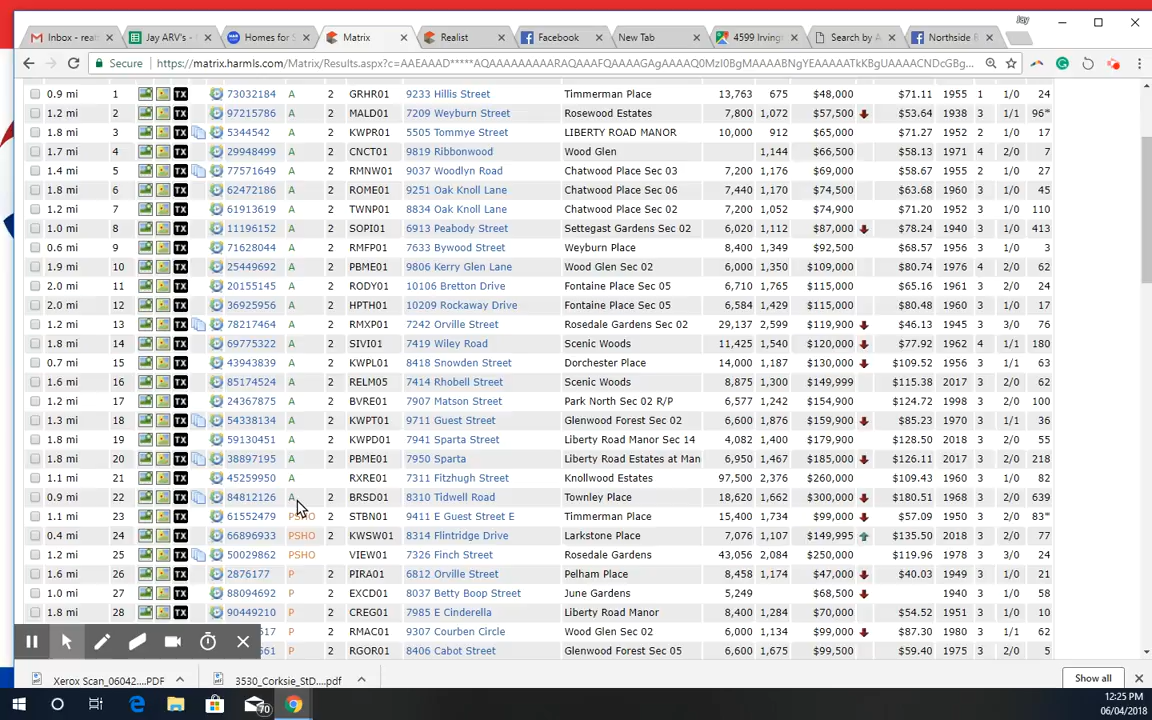 Jay
Inbox - reatr Jay ARV's - G Homes for S Matrix Realist Facebook New Tab 4599 Irving Search by A Northside R
Secure https://matrix.harmls.com/Matrix/Results.aspx?c=AAEAAAD*****AQAAAAAAAAARAQAAAFQAAAAGAgAAAAQ0MzI0BgMAAAABNgYEAAAAATkKBgUAAAACNDcGBg...
0.9 mi 1 TX 73032184 A 2 GRHR01 9233 Hillis Street Timmerman Place 13,763 675 $48,000 $71.11 1955 1 1/0 24
1.2 mi 2 TX 97215786 A 2 MALD01 7209 Weyburn Street Rosewood Estates 7,800 1,072 $57,500 $53.64 1938 3 1/1 96*
1.8 mi 3 TX 5344542 A 2 KWPR01 5505 Tommye Street LIBERTY ROAD MANOR 10,000 912 $65,000 $71.27 1952 2 1/0 17
1.7 mi 4 TX 29948499 A 2 CNCT01 9819 Ribbonwood Wood Glen 1,144 $66,500 $58.13 1971 4 2/0 7
1.4 mi 5 TX 77571649 A 2 RMNW01 9037 Woodlyn Road Chatwood Place Sec 03 7,200 1,176 $69,000 $58.67 1955 2 1/0 27
1.8 mi 6 TX 62472186 A 2 ROME01 9251 Oak Knoll Lane Chatwood Place Sec 06 7,440 1,170 $74,500 $63.68 1960 3 1/0 45
1.2 mi 7 TX 61913619 A 2 TWNP01 8834 Oak Knoll Lane Chatwood Place Sec 02 7,200 1,052 $74,900 $71.20 1952 3 1/0 110
1.0 mi 8 TX 11196152 A 2 SOPI01 6913 Peabody Street Settegast Gardens Sec 02 6,020 1,112 $87,000 $78.24 1940 3 1/0 413
0.6 mi 9 TX 71628044 A 2 RMFP01 7633 Bywood Street Weyburn Place 8,400 1,349 $92,500 $68.57 1956 3 1/0 3
1.9 mi 10 TX 25449692 A 2 PBME01 9806 Kerry Glen Lane Wood Glen Sec 02 6,000 1,350 $109,000 $80.74 1976 4 2/0 62
2.0 mi 11 TX 20155145 A 2 RODY01 10106 Bretton Drive Fontaine Place Sec 05 6,710 1,765 $115,000 $65.16 1951 3 2/0 24
2.0 mi 12 TX 36925956 A 2 HPTH01 10209 Rockaway Drive Fontaine Place Sec 05 6,584 1,429 $115,000 $80.48 1960 3 1/0 17
1.2 mi 13 TX 78217464 A 2 RMXP01 7242 Orville Street Rosedale Gardens Sec 02 29,137 2,599 $119,900 $46.13 1945 3 3/0 76
1.8 mi 14 TX 69775322 A 2 SIVI01 7419 Wiley Road Scenic Woods 11,425 1,540 $120,000 $77.92 1962 4 1/1 180
0.7 mi 15 TX 43943839 A 2 KWPL01 8418 Snowden Street Dorchester Place 14,000 1,187 $130,000 $109.52 1956 3 1/1 63
1.6 mi 16 TX 85174524 A 2 RELM05 7414 Rhobell Street Scenic Woods 8,875 1,300 $149,999 $115.38 2017 3 2/0 62
1.2 mi 17 TX 24367875 A 2 BVRE01 7907 Matson Street Park North Sec 02 R/P 6,577 1,242 $154,900 $124.72 1998 3 2/0 100
1.3 mi 18 TX 54338134 A 2 KWPT01 9711 Guest Street Glenwood Forest Sec 02 6,600 1,876 $159,900 $85.23 1970 3 1/1 36
1.8 mi 19 TX 59130451 A 2 KWPD01 7941 Sparta Street Liberty Road Manor Sec 14 4,082 1,400 $179,900 $128.50 2018 3 2/0 55
1.8 mi 20 TX 38897195 A 2 PBME01 7950 Sparta Liberty Road Estates at Man 6,950 1,467 $185,000 $126.11 2017 3 2/0 218
1.1 mi 21 TX 45259950 A 2 RXRE01 7311 Fitzhugh Street Knollwood Estates 97,500 2,376 $260,000 $109.43 1960 3 1/0 82
0.9 mi 22 TX 84812126 A 2 BRSD01 8310 Tidwell Road Townley Place 18,620 1,662 $300,000 $180.51 1968 3 2/0 639
1.1 mi 23 TX 61552479 PSHO 2 STBN01 9411 E Guest Street E Timmerman Place 15,400 1,734 $99,000 $57.09 1950 3 1/1 83*
0.4 mi 24 TX 66896933 PSHO 2 KWSW01 8314 Flintridge Drive Larkstone Place 7,076 1,107 $149,995 $135.50 2018 3 2/0 77
1.2 mi 25 TX 50029862 PSHO 2 VIEW01 7326 Finch Street Rosedale Gardens 43,056 2,084 $250,000 $119.96 1978 3 3/0 24
1.6 mi 26 TX 2876177 P 2 PIRA01 6812 Orville Street Pelham Place 8,458 1,174 $47,000 $40.03 1949 3 1/0 21
1.0 mi 27 TX 88094692 P 2 EXCD01 8037 Betty Boop Street June Gardens 5,249 $68,500 1940 3 1/0 58
1.8 mi 28 TX 90449210 P 2 CREG01 7985 E Cinderella Liberty Road Manor 8,400 1,284 $70,000 $54.52 1951 3 1/0 10
517 P 2 RMAC01 9307 Courben Circle Wood Glen Sec 02 6,000 1,134 $99,000 $87.30 1980 3 1/1 62
561 P 2 RGOR01 8406 Cabot Street Glenwood Forest Sec 05 6,600 1,675 $99,500 $59.40 1975 3 2/0 5
Xerox Scan_06042....PDF 3530_Corksie_StD....pdf Show all
70
12:25 PM
06/04/2018